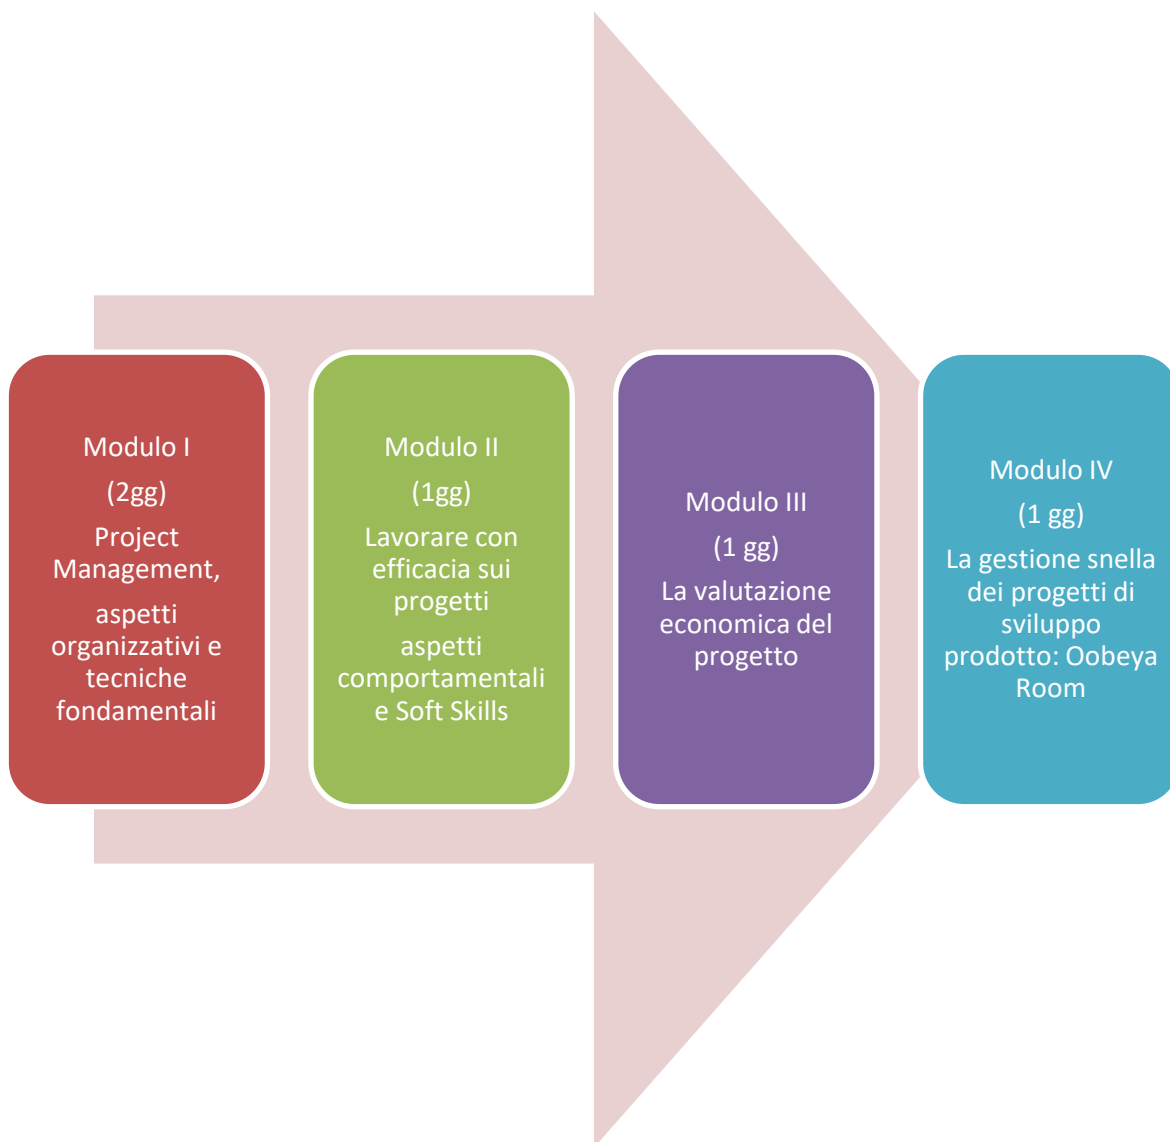 Modulo I
(2gg)
Project
Management,
aspetti
organizzativi e
tecniche
fondamentali
Modulo II
(1gg)
Lavorare con
efficacia sui
progetti
aspetti
comportamentali
e Soft Skills
Modulo III
(1 gg)
La valutazione
economica del
progetto
Modulo IV
(1 gg)
La gestione snella
dei progetti di
sviluppo
prodotto: Oobeya
Room